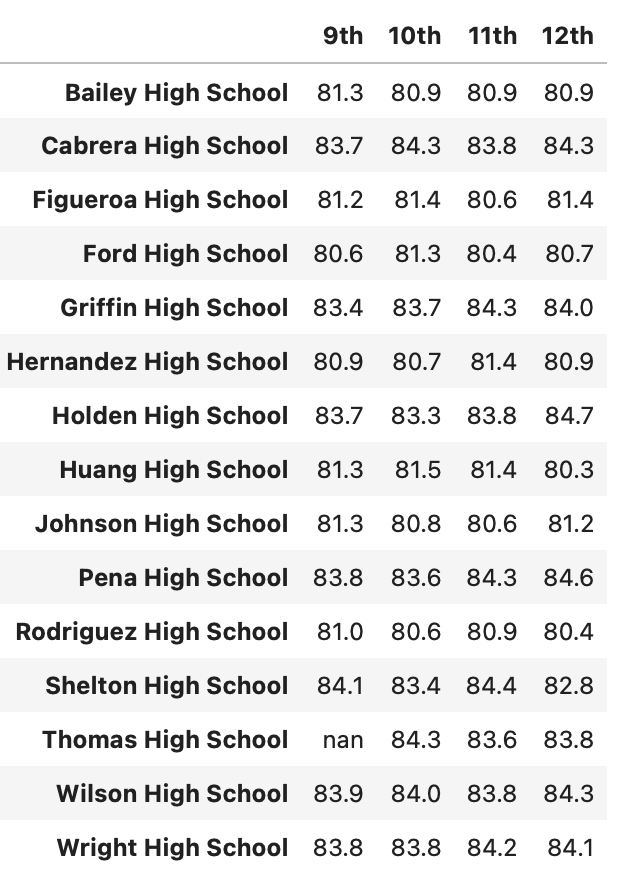 9th 10th 11th 12th
Bailey High School 81.3 80.9 80.9 80.9
Cabrera High School 83.7 84.3 83.8 84.3
Figueroa High School 81.2 81.4 80.6 81.4
Ford High School 80.6 81.3 80.4 80.7
Griffin High School 83.4 83.7 84.3 84.0
Hernandez High School 80.9 80.7 81.4 80.9
Holden High School 83.7 83.3 83.8 84.7
Huang High School 81.3 81.5 81.4 80.3
Johnson High School 81.3 80.8 80.6 81.2
Pena High School 83.8 83.6 84.3 84.6
Rodriguez High School 81.0 80.6 80.9 80.4
Shelton High School 84.1 83.4 84.4 82.8
Thomas High School nan 84.3 83.6 83.8
Wilson High School 83.9 84.0 83.8 84.3
Wright High School 83.8 83.8 84.2 84.1